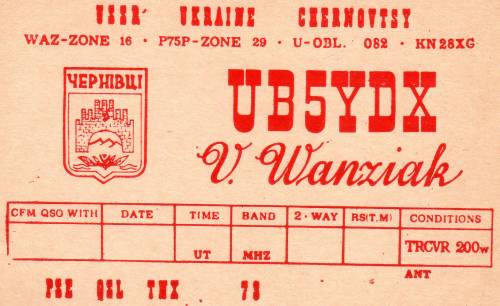 USSR UKRAINE CHERNOVTSY
WAZ-ZONE 16 · P75P-ZONE 29 · U-OBL. 082 · KN28XG
ЧЕРНІВЦІ
UB5YDX
V. Wanziak
CFM QSO WITH DATE TIME BAND 2·WAY RS(T.M) CONDITIONS
UT MHZ TRCVR 200w
ANT
PSE QSL TNX 73